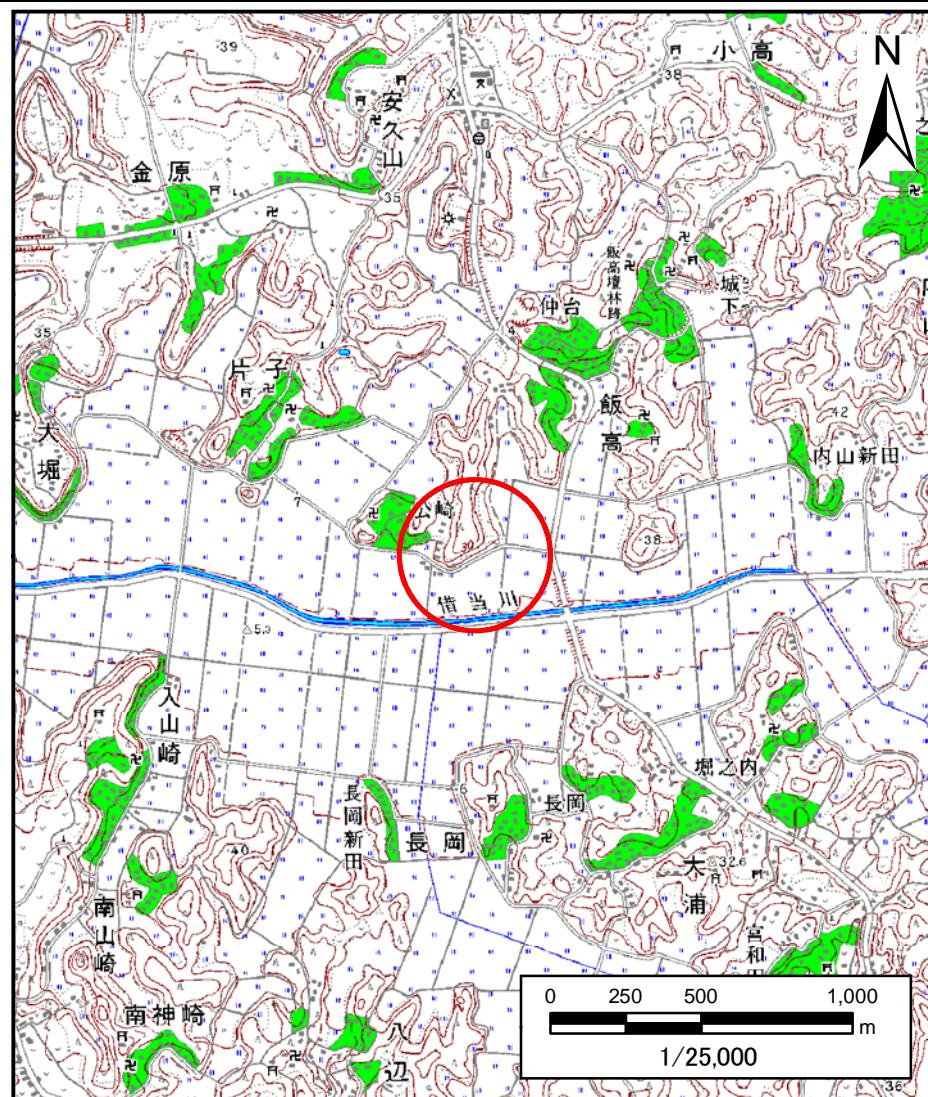 39
小高
38
N
安久山
金原
35
飯高壇林跡
城下
仲台
30
4
35
片子
飯高
42
内山新田
大堀
7
公崎
30
38
借当川
5.3
入山崎
堀之内
長岡新田
6
長岡
長岡
40
大浦
32.6
南山崎
宮和田
南神崎
八辺
36
0 250 500 1,000
m
1/25,000